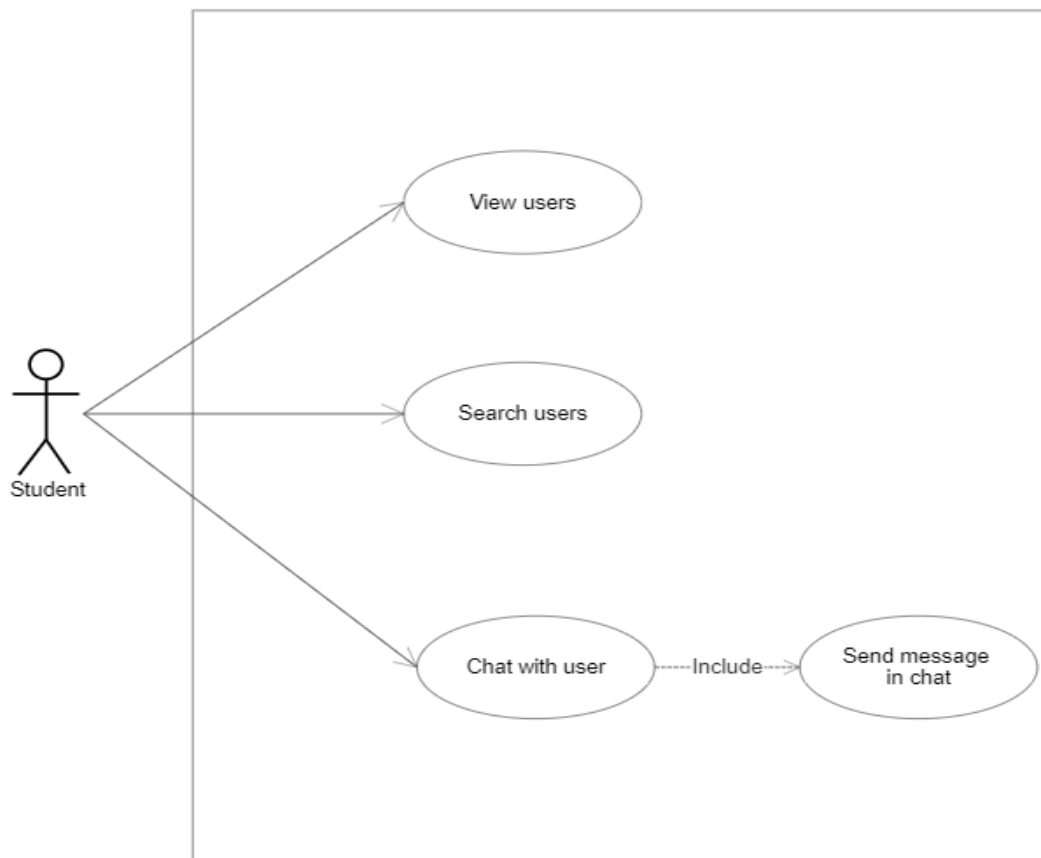 View users
Search users
Student
Chat with user
Include
Send message
in chat